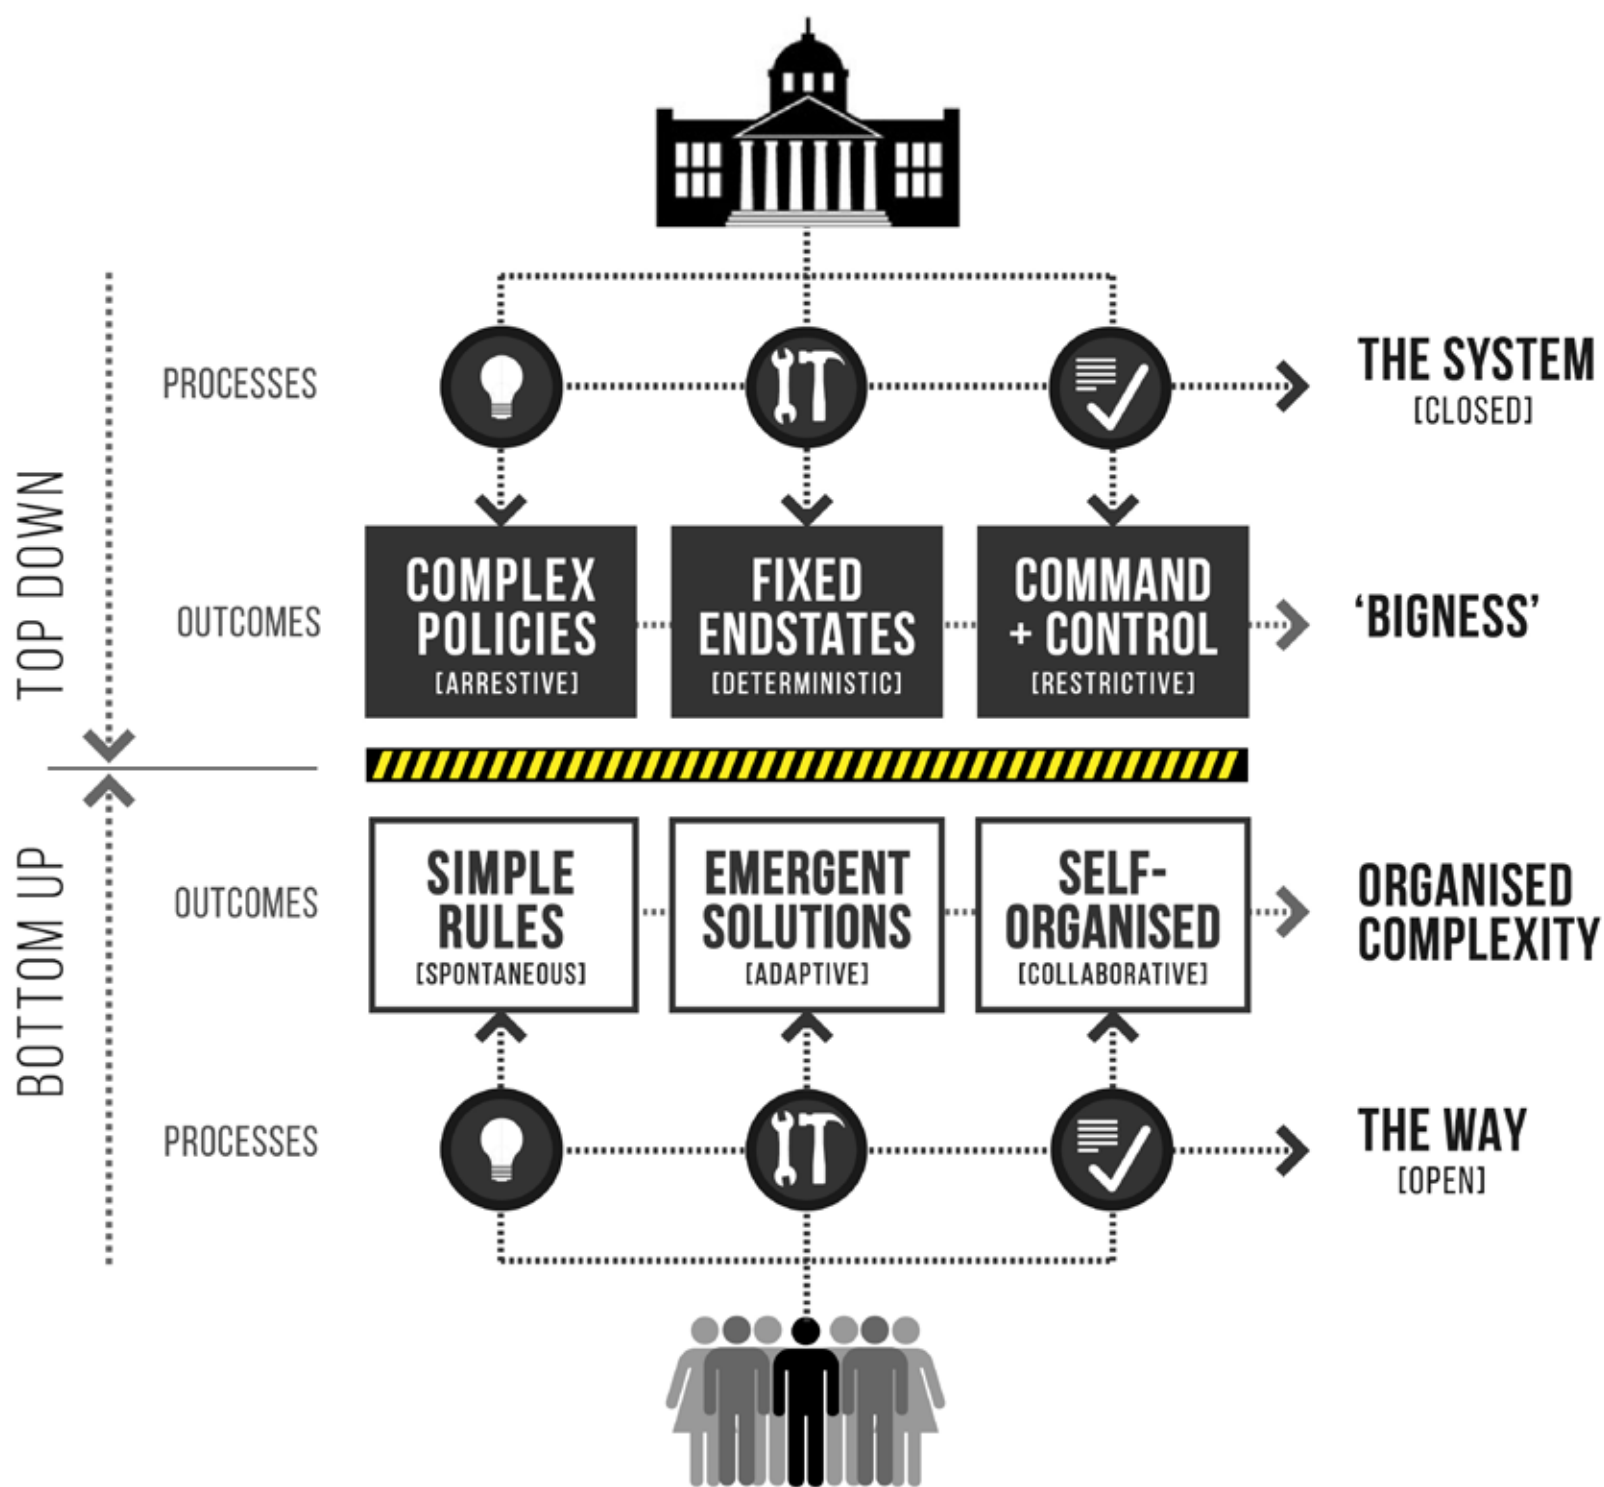 TOP DOWN
PROCESSES
THE SYSTEM
[CLOSED]
OUTCOMES
COMPLEX
POLICIES
[ARRESTIVE]
FIXED
ENDSTATES
[DETERMINISTIC]
COMMAND
+ CONTROL
[RESTRICTIVE]
‘BIGNESS’
BOTTOM UP
OUTCOMES
SIMPLE
RULES
[SPONTANEOUS]
EMERGENT
SOLUTIONS
[ADAPTIVE]
SELF-
ORGANISED
[COLLABORATIVE]
ORGANISED
COMPLEXITY
PROCESSES
THE WAY
[OPEN]